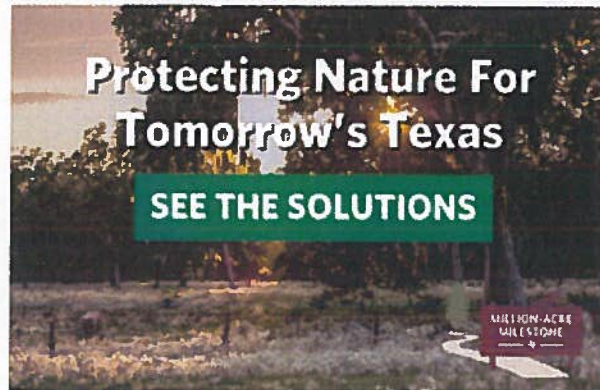 Protecting Nature For
Tomorrow's Texas
SEE THE SOLUTIONS
MILLION-ACRE
MILESTONE